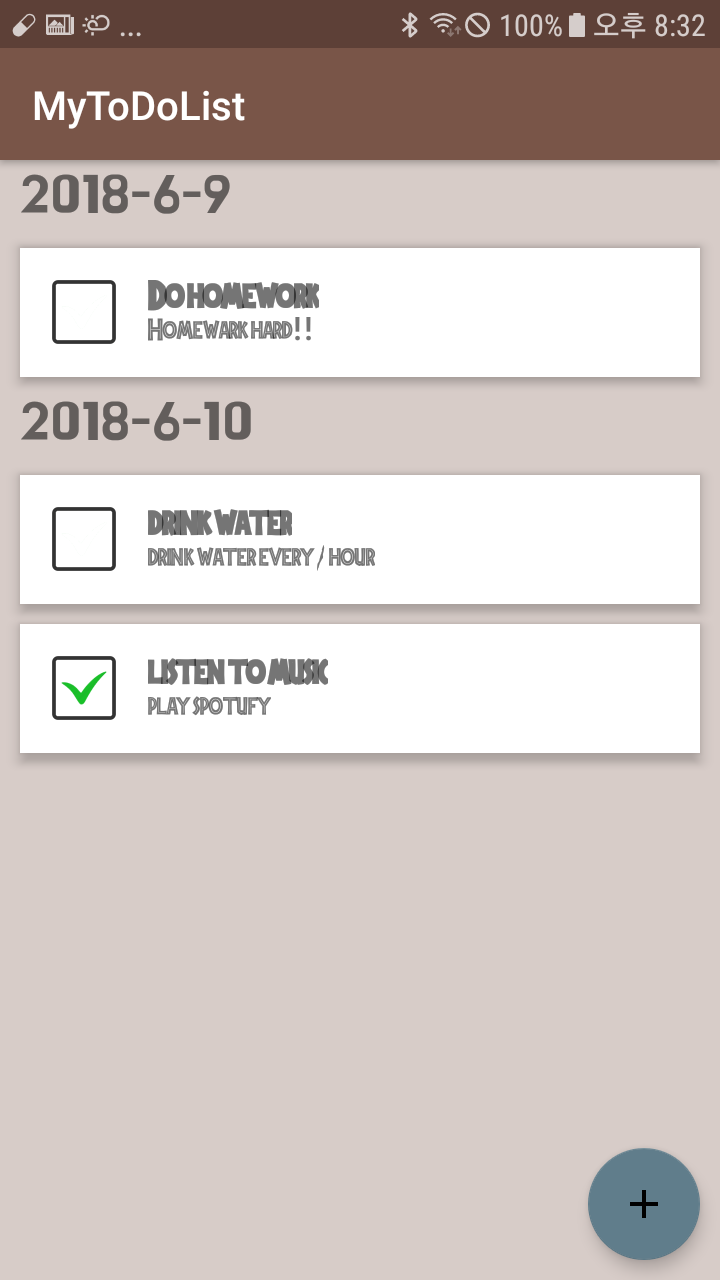 ... 100% 오후 8:32
MyToDoList
2018-6-9
Do homework
Homewark hard!!
2018-6-10
DRINK WATER
DRINK WATER EVERY / HOUR
LISTEN TO MUSIC
PLAY SPOTUFY
+